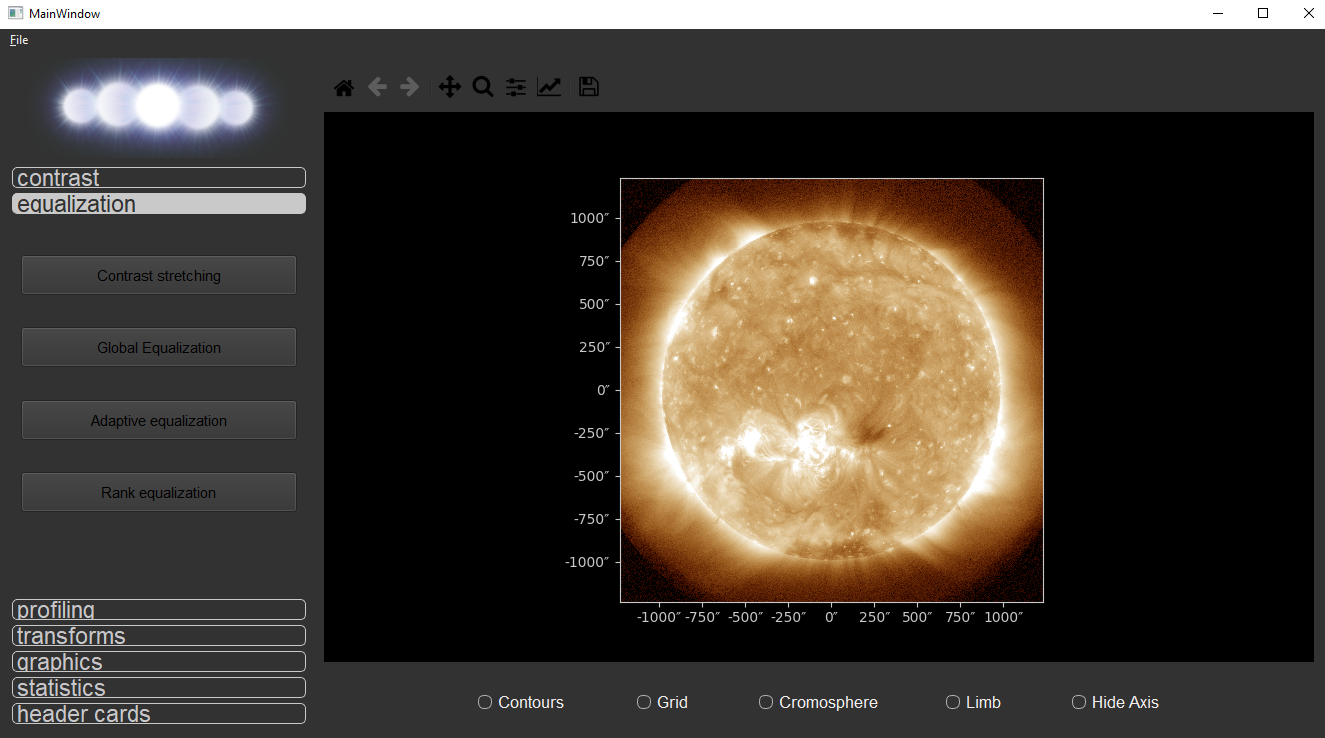 MainWindow
File
contrast
equalization
Contrast stretching
Global Equalization
Adaptive equalization
Rank equalization
profiling
transforms
graphics
statistics
header cards
1000″
750″
500″
250″
0″
-250″
-500″
-750″
-1000″
-1000″ -750″ -500″ -250″ 0″ 250″ 500″ 750″ 1000″
Contours Grid Cromosphere Limb Hide Axis